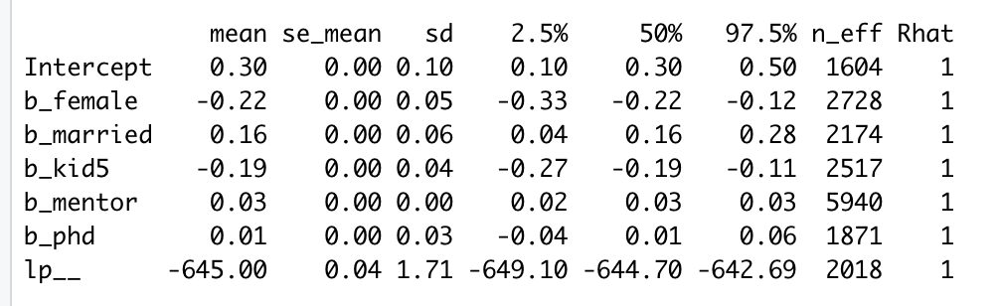 mean se_mean sd 2.5% 50% 97.5% n_eff Rhat
Intercept 0.30 0.00 0.10 0.10 0.30 0.50 1604 1
b_female -0.22 0.00 0.05 -0.33 -0.22 -0.12 2728 1
b_married 0.16 0.00 0.06 0.04 0.16 0.28 2174 1
b_kid5 -0.19 0.00 0.04 -0.27 -0.19 -0.11 2517 1
b_mentor 0.03 0.00 0.00 0.02 0.03 0.03 5940 1
b_phd 0.01 0.00 0.03 -0.04 0.01 0.06 1871 1
lp__ -645.00 0.04 1.71 -649.10 -644.70 -642.69 2018 1